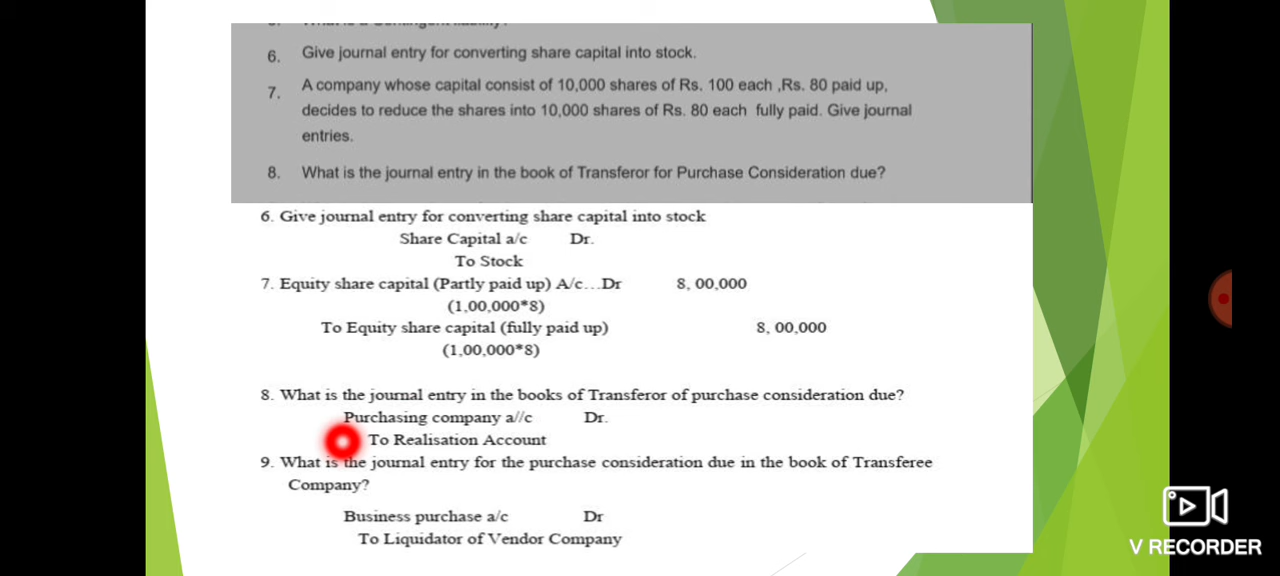 6. Give journal entry for converting share capital into stock.
7. A company whose capital consist of 10,000 shares of Rs. 100 each ,Rs. 80 paid up,
decides to reduce the shares into 10,000 shares of Rs. 80 each fully paid. Give journal
entries.
8. What is the journal entry in the book of Transferor for Purchase Consideration due?
6. Give journal entry for converting share capital into stock
Share Capital a/c Dr.
To Stock
7. Equity share capital (Partly paid up) A/c...Dr 8, 00,000
(1,00,000*8)
To Equity share capital (fully paid up) 8, 00,000
(1,00,000*8)
8. What is the journal entry in the books of Transferor of purchase consideration due?
Purchasing company a//c Dr.
To Realisation Account
9. What is the journal entry for the purchase consideration due in the book of Transferee
Company?
Business purchase a/c Dr
To Liquidator of Vendor Company
V RECORDER